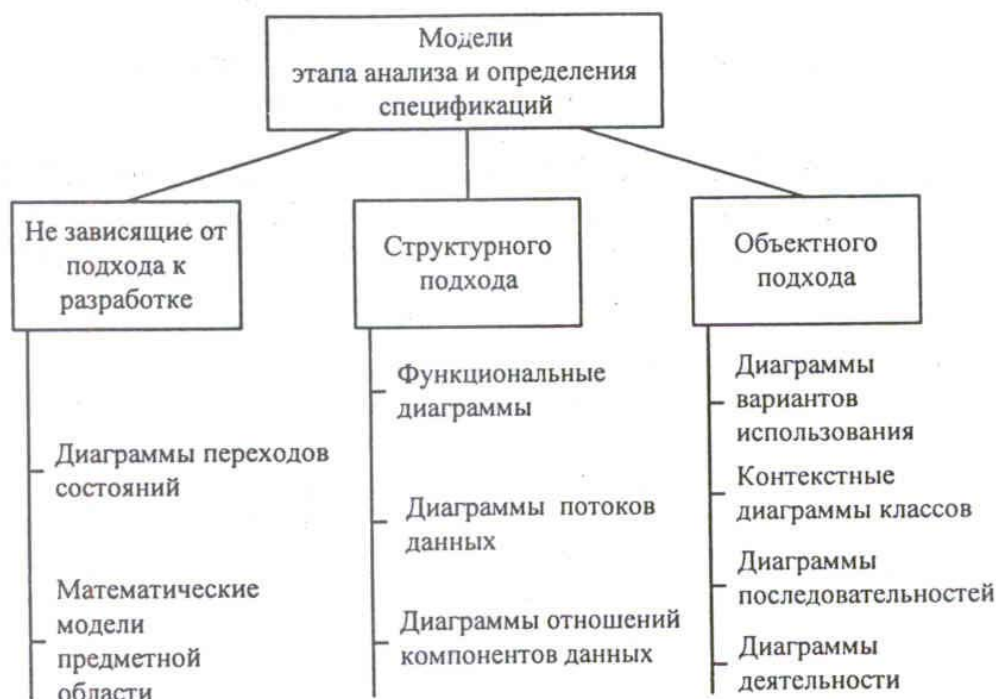 Модели
этапа анализа и определения
спецификаций
Не зависящие от
подхода к
разработке
Структурного
подхода
Объектного
подхода
Диаграммы переходов
состояний
Математические
модели
предметной
области
Функциональные
диаграммы
Диаграммы потоков
данных
Диаграммы отношений
компонентов данных
Диаграммы
вариантов
использования
Контекстные
диаграммы классов
Диаграммы
последовательностей
Диаграммы
деятельности